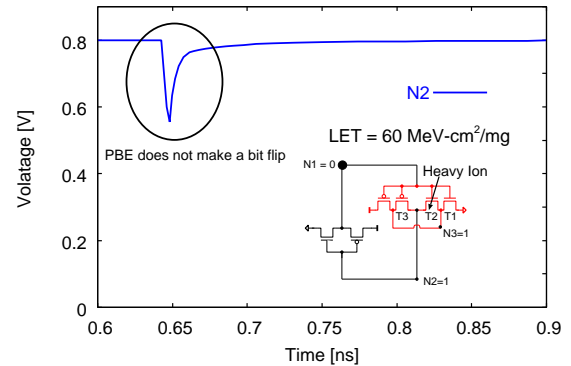 0.8
0.6
0.4
0.2
0
Volatage [V]
0.6
0.65
0.7
0.75
0.8
0.85
0.9
Time [ns]
N2
LET = 60 MeV-cm²/mg
PBE does not make a bit flip
N1 = 0
Heavy Ion
T3
T2
T1
N3=1
N2=1